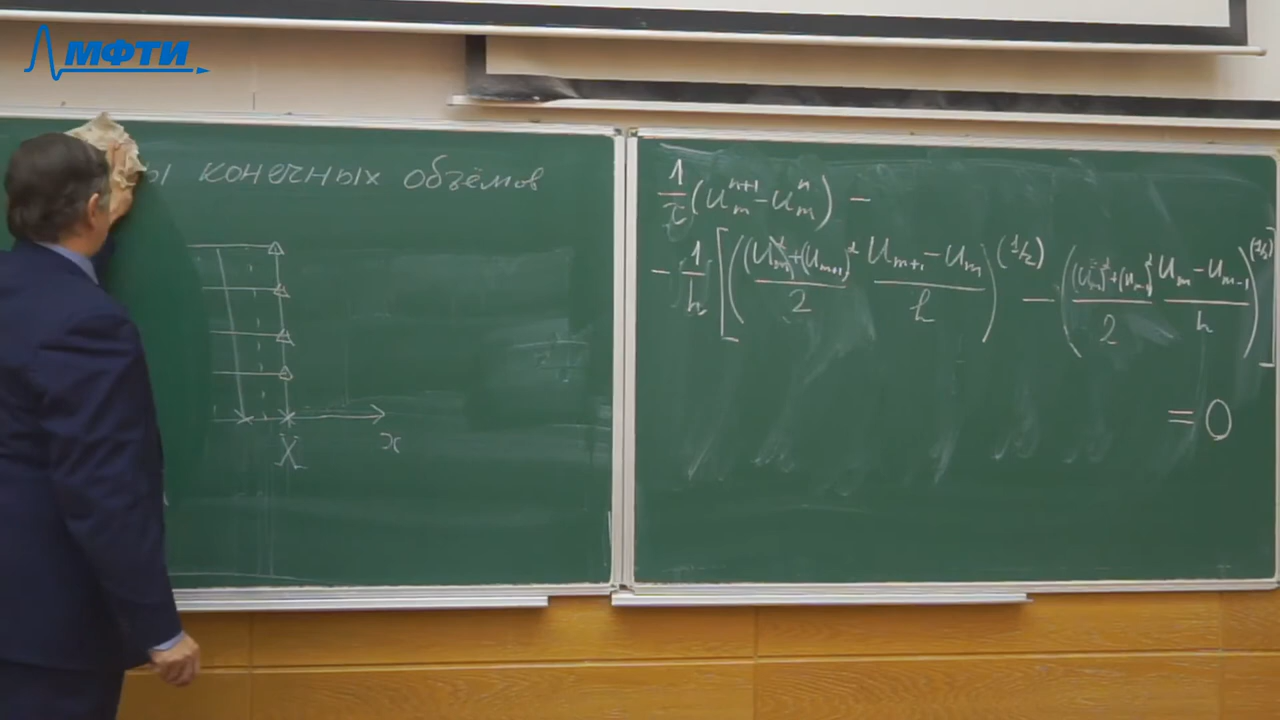 МФТИ
ы конечных объёмов
X
x
1/τ (u_m^{n+1} - u_m^n) -
- 1/h [ ( ((u_m)^2 + (u_{m+1})^2)/2 (u_{m+1} - u_m)/h )^{(1/2)} - ( ((u_m)^2 + (u_{m-1})^2)/2 (u_m - u_{m-1})/h )^{(1/2)} ]
= 0